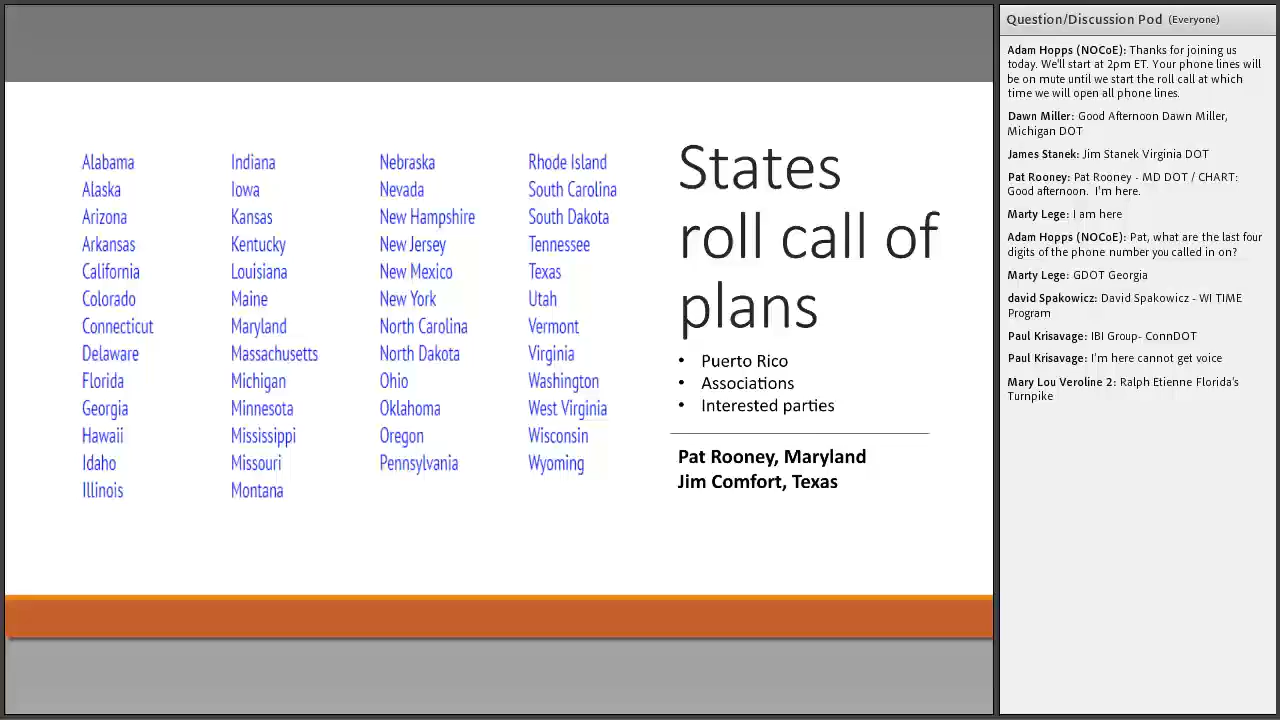 Alabama
Alaska
Arizona
Arkansas
California
Colorado
Connecticut
Delaware
Florida
Georgia
Hawaii
Idaho
Illinois
Indiana
Iowa
Kansas
Kentucky
Louisiana
Maine
Maryland
Massachusetts
Michigan
Minnesota
Mississippi
Missouri
Montana
Nebraska
Nevada
New Hampshire
New Jersey
New Mexico
New York
North Carolina
North Dakota
Ohio
Oklahoma
Oregon
Pennsylvania
Rhode Island
South Carolina
South Dakota
Tennessee
Texas
Utah
Vermont
Virginia
Washington
West Virginia
Wisconsin
Wyoming
States
roll call of
plans
• Puerto Rico
• Associations
• Interested parties
Pat Rooney, Maryland
Jim Comfort, Texas
Question/Discussion Pod (Everyone)
Adam Hopps (NOCoE): Thanks for joining us
today. We'll start at 2pm ET. Your phone lines will
be on mute until we start the roll call at which
time we will open all phone lines.
Dawn Miller: Good Afternoon Dawn Miller,
Michigan DOT
James Stanek: Jim Stanek Virginia DOT
Pat Rooney: Pat Rooney - MD DOT / CHART:
Good afternoon. I'm here.
Marty Lege: I am here
Adam Hopps (NOCoE): Pat, what are the last four
digits of the phone number you called in on?
Marty Lege: GDOT Georgia
david Spakowicz: David Spakowicz - WI TIME
Program
Paul Krisavage: IBI Group- ConnDOT
Paul Krisavage: I'm here cannot get voice
Mary Lou Veroline 2: Ralph Etienne Florida's
Turnpike